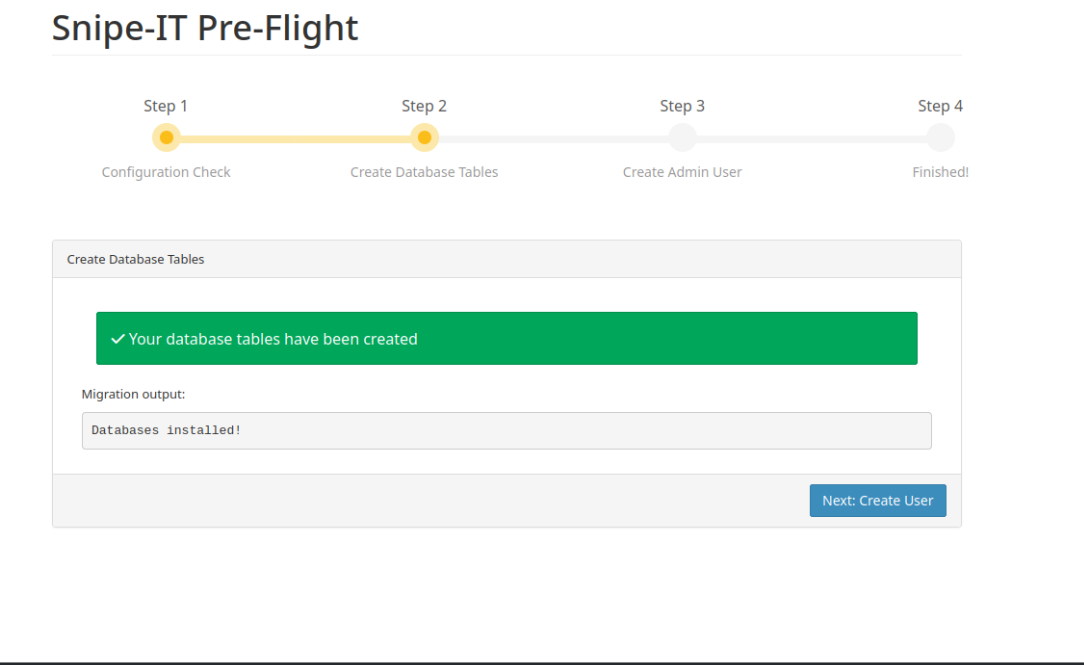 Snipe-IT Pre-Flight
Step 1
Step 2
Step 3
Step 4
Configuration Check
Create Database Tables
Create Admin User
Finished!
Create Database Tables
Your database tables have been created
Migration output:
Databases installed!
Next: Create User